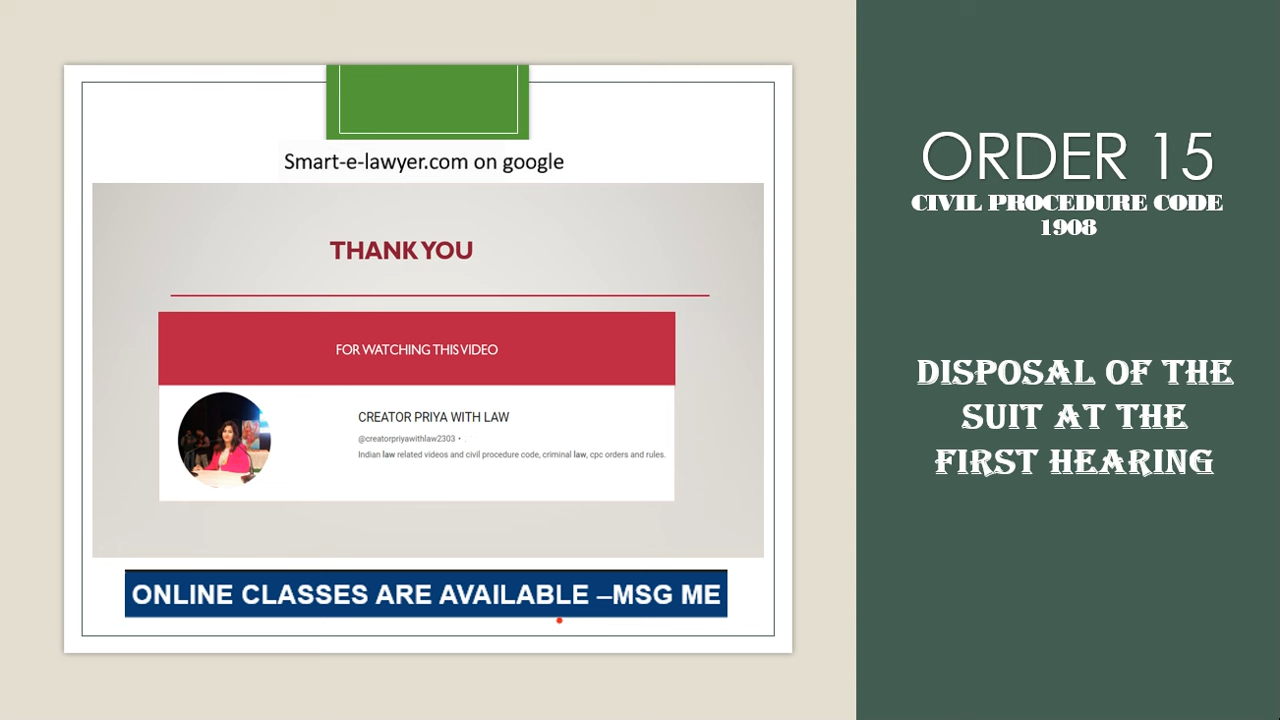 Smart-e-lawyer.com on google
THANK YOU
FOR WATCHING THIS VIDEO
CREATOR PRIYA WITH LAW
@creatorpriyawithlaw2303 •
Indian law related videos and civil procedure code, criminal law, cpc orders and rules.
ONLINE CLASSES ARE AVAILABLE –MSG ME
ORDER 15
CIVIL PROCEDURE CODE
1908
DISPOSAL OF THE
SUIT AT THE
FIRST HEARING